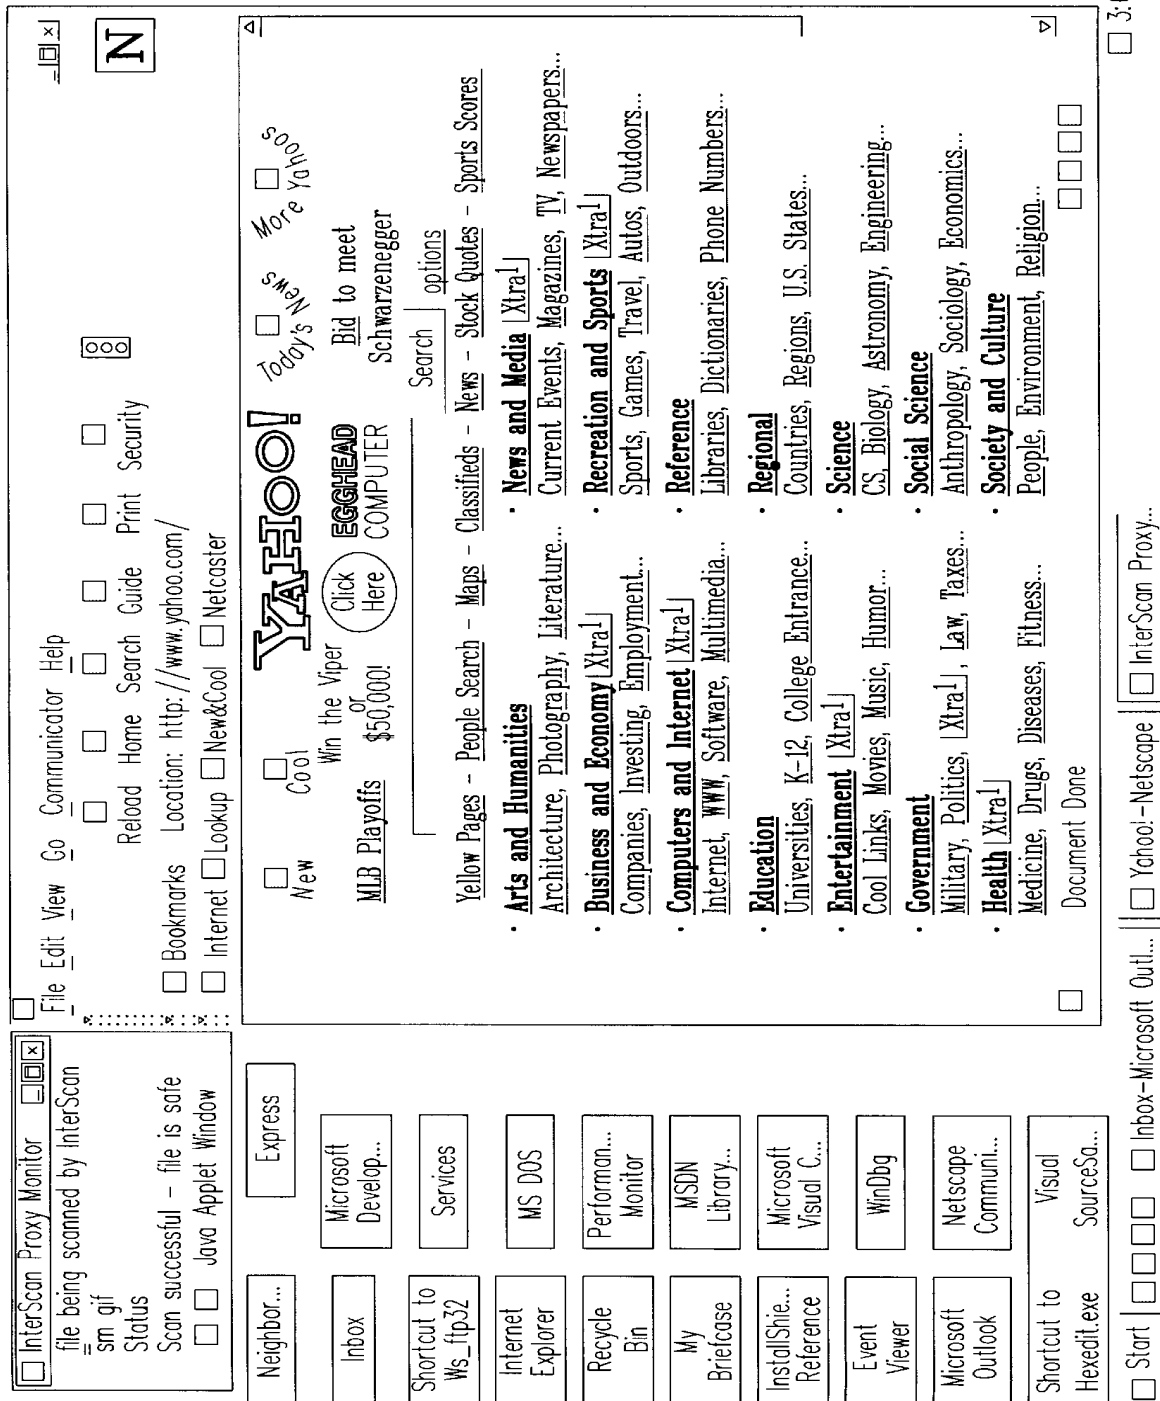 InterScan Proxy Monitor
file being scanned by InterScan
sm gif
Status
Scan successful - file is safe
Java Applet Window
Neighbor...
Express
Inbox
Microsoft
Develop...
Shortcut to
Ws_ftp32
Services
Internet
Explorer
MS DOS
Recycle
Bin
Performan...
Monitor
My
Briefcase
MSDN
Library...
InstallShie...
Reference
Microsoft
Visual C...
Event
Viewer
WinDbg
Microsoft
Outlook
Netscape
Communi...
Shortcut to
Hexedit.exe
Visual
SourceSa...
File Edit View Go Communicator Help
N
Reload Home Search Guide Print Security
Bookmarks Location: http://www.yahoo.com/
Internet Lookup New&Cool Netcaster
New Cool YAHOO! Today's News More Yahoos
MLB Playoffs
Win the Viper
or
$50,000!
Click
Here
EGGHEAD
COMPUTER
Bid to meet
Schwarzenegger
Search options
Yellow Pages - People Search - Maps - Classifieds - News - Stock Quotes - Sports Scores
· Arts and Humanities
Architecture, Photography, Literature...
· Business and Economy [Xtra!]
Companies, Investing, Employment...
· Computers and Internet [Xtra!]
Internet, WWW, Software, Multimedia...
· Education
Universities, K-12, College Entrance...
· Entertainment [Xtra!]
Cool Links, Movies, Music, Humor...
· Government
Military, Politics, [Xtra!], Law, Taxes...
· Health [Xtra!]
Medicine, Drugs, Diseases, Fitness...
· News and Media [Xtra!]
Current Events, Magazines, TV, Newspapers...
· Recreation and Sports [Xtra!]
Sports, Games, Travel, Autos, Outdoors...
· Reference
Libraries, Dictionaries, Phone Numbers...
· Regional
Countries, Regions, U.S. States...
· Science
CS, Biology, Astronomy, Engineering...
· Social Science
Anthropology, Sociology, Economics...
· Society and Culture
People, Environment, Religion...
Document Done
Start Inbox-Microsoft Outl... Yahoo!-Netscape InterScan Proxy...